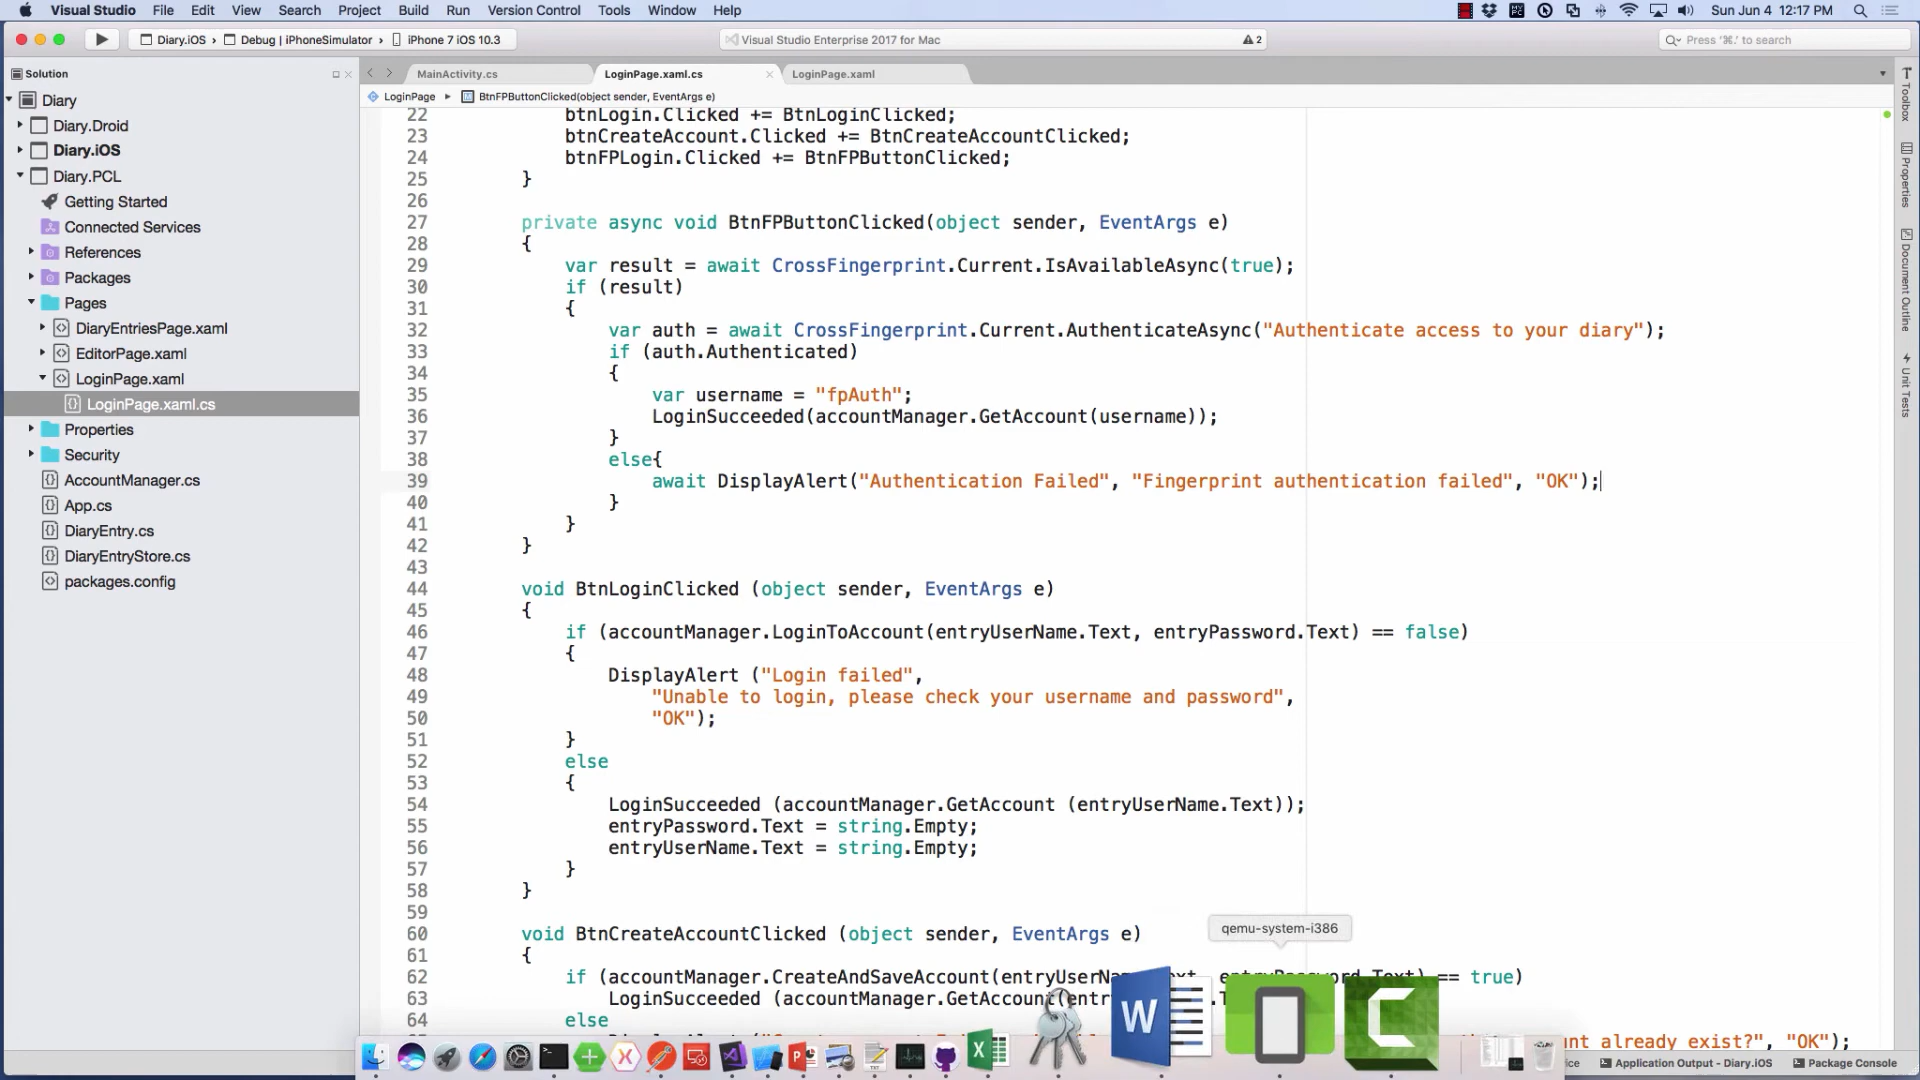 Visual Studio File Edit View Search Project Build Run Version Control Tools Window Help Sun Jun 4 12:17 PM
Diary.iOS › Debug | iPhoneSimulator › iPhone 7 iOS 10.3 Visual Studio Enterprise 2017 for Mac 2 Press '⌘.' to search
Solution
MainActivity.cs LoginPage.xaml.cs LoginPage.xaml
LoginPage ▸ BtnFPButtonClicked(object sender, EventArgs e)
Diary
Diary.Droid
Diary.iOS
Diary.PCL
Getting Started
Connected Services
References
Packages
Pages
DiaryEntriesPage.xaml
EditorPage.xaml
LoginPage.xaml
LoginPage.xaml.cs
Properties
Security
AccountManager.cs
App.cs
DiaryEntry.cs
DiaryEntryStore.cs
packages.config
22 btnLogin.Clicked += BtnLoginClicked;
23 btnCreateAccount.Clicked += BtnCreateAccountClicked;
24 btnFPLogin.Clicked += BtnFPButtonClicked;
25 }
26
27 private async void BtnFPButtonClicked(object sender, EventArgs e)
28 {
29 var result = await CrossFingerprint.Current.IsAvailableAsync(true);
30 if (result)
31 {
32 var auth = await CrossFingerprint.Current.AuthenticateAsync("Authenticate access to your diary");
33 if (auth.Authenticated)
34 {
35 var username = "fpAuth";
36 LoginSucceeded(accountManager.GetAccount(username));
37 }
38 else{
39 await DisplayAlert("Authentication Failed", "Fingerprint authentication failed", "OK");
40 }
41 }
42 }
43
44 void BtnLoginClicked (object sender, EventArgs e)
45 {
46 if (accountManager.LoginToAccount(entryUserName.Text, entryPassword.Text) == false)
47 {
48 DisplayAlert ("Login failed",
49 "Unable to login, please check your username and password",
50 "OK");
51 }
52 else
53 {
54 LoginSucceeded (accountManager.GetAccount (entryUserName.Text));
55 entryPassword.Text = string.Empty;
56 entryUserName.Text = string.Empty;
57 }
58 }
59
60 void BtnCreateAccountClicked (object sender, EventArgs e)
61 {
62 if (accountManager.CreateAndSaveAccount(entryUserName.Text, entryPassword.Text) == true)
63 LoginSucceeded (accountManager.GetAccount(
64 else
account already exist?", "OK");
qemu-system-i386
Toolbox
Properties
Document Outline
Unit Tests
Application Output - Diary.iOS Package Console